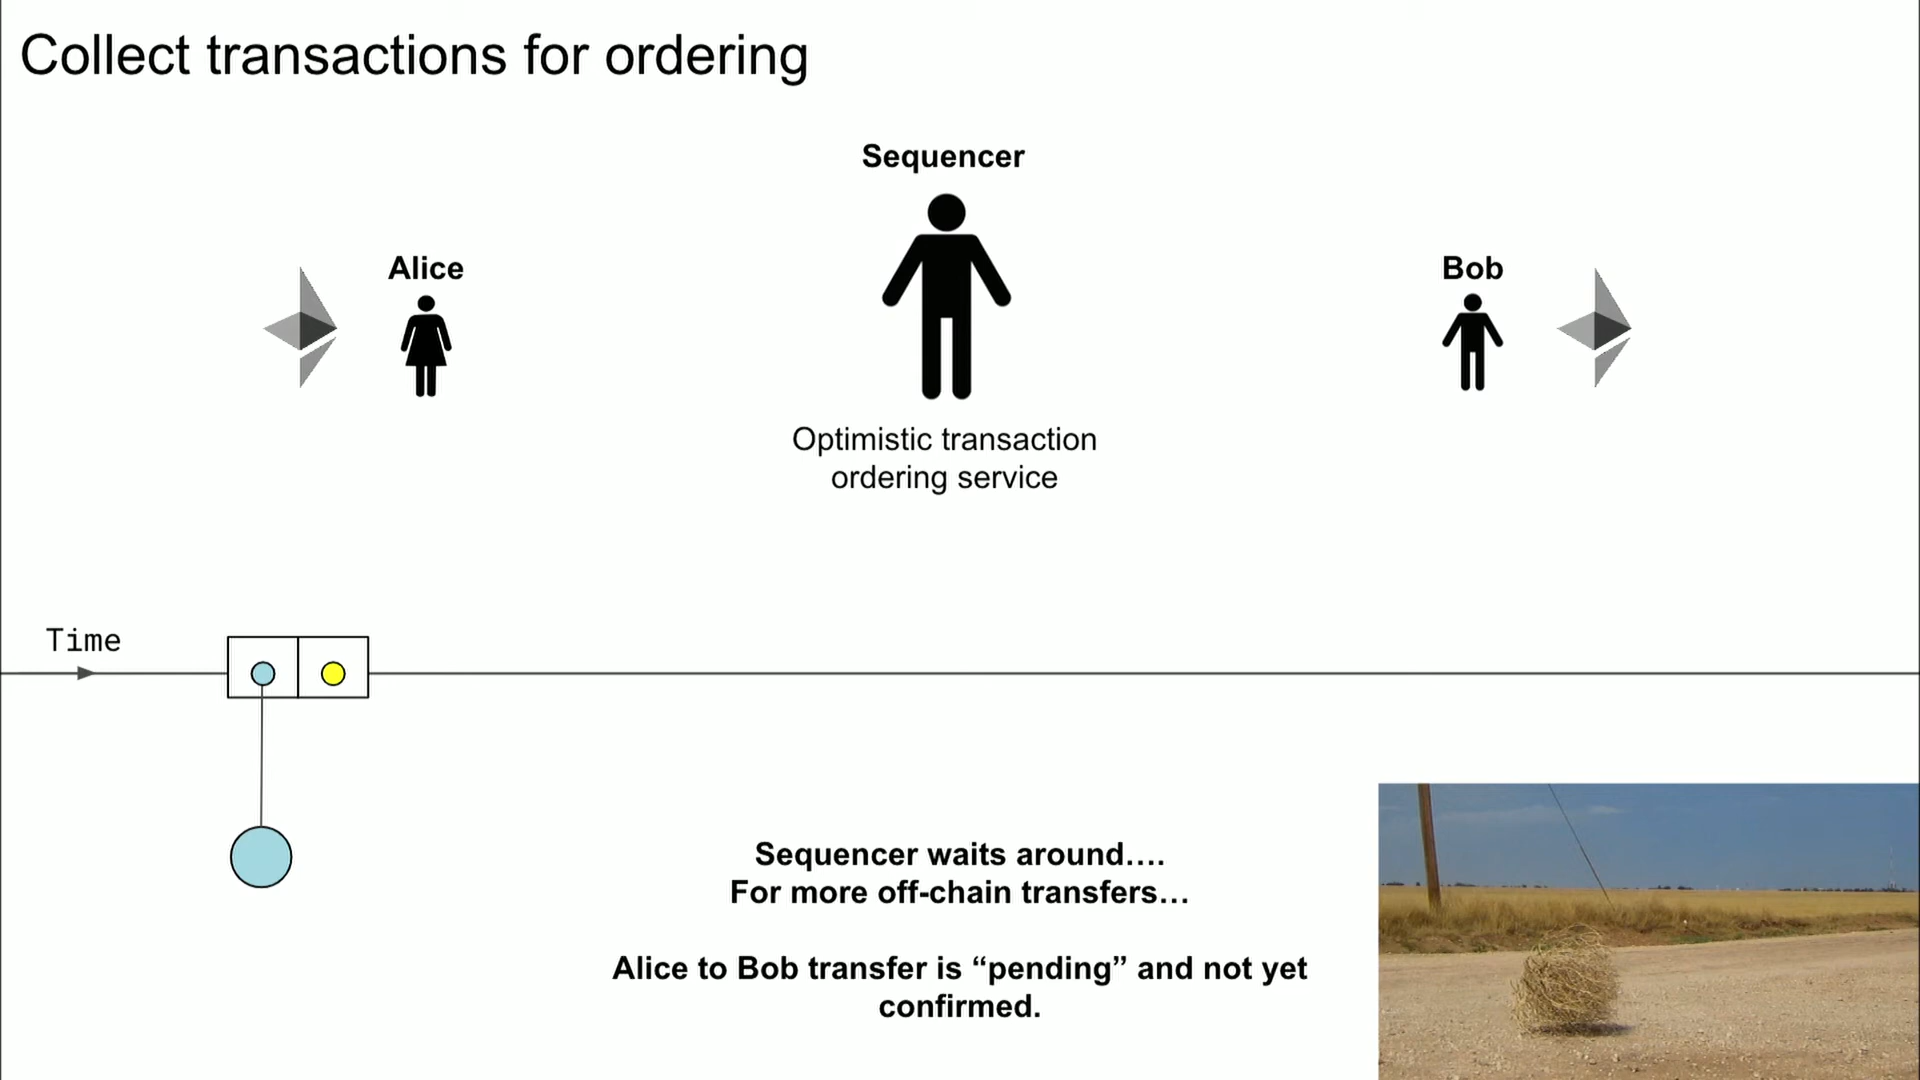 Collect transactions for ordering
Sequencer
Alice
Bob
Optimistic transaction
ordering service
Time
Sequencer waits around....
For more off-chain transfers...
Alice to Bob transfer is “pending” and not yet
confirmed.